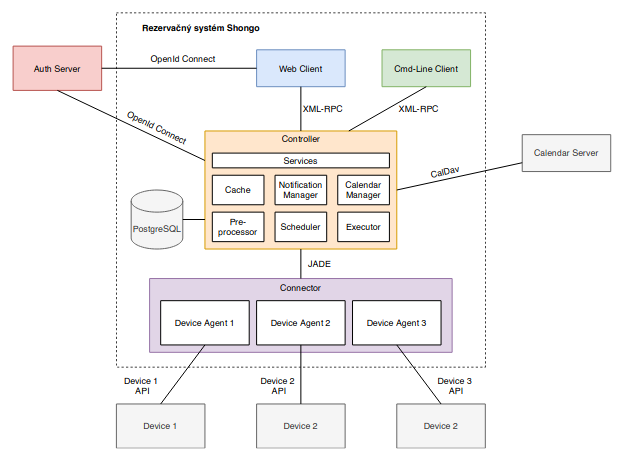 Rezervačný systém Shongo
OpenId Connect
Auth Server
Web Client
Cmd-Line Client
XML-RPC
XML-RPC
OpenId Connect
Controller
Services
Cache
Notification
Manager
Calendar
Manager
Pre-
processor
Scheduler
Executor
CalDav
Calendar Server
PostgreSQL
JADE
Connector
Device Agent 1
Device Agent 2
Device Agent 3
Device 1
API
Device 2
API
Device 3
API
Device 1
Device 2
Device 2